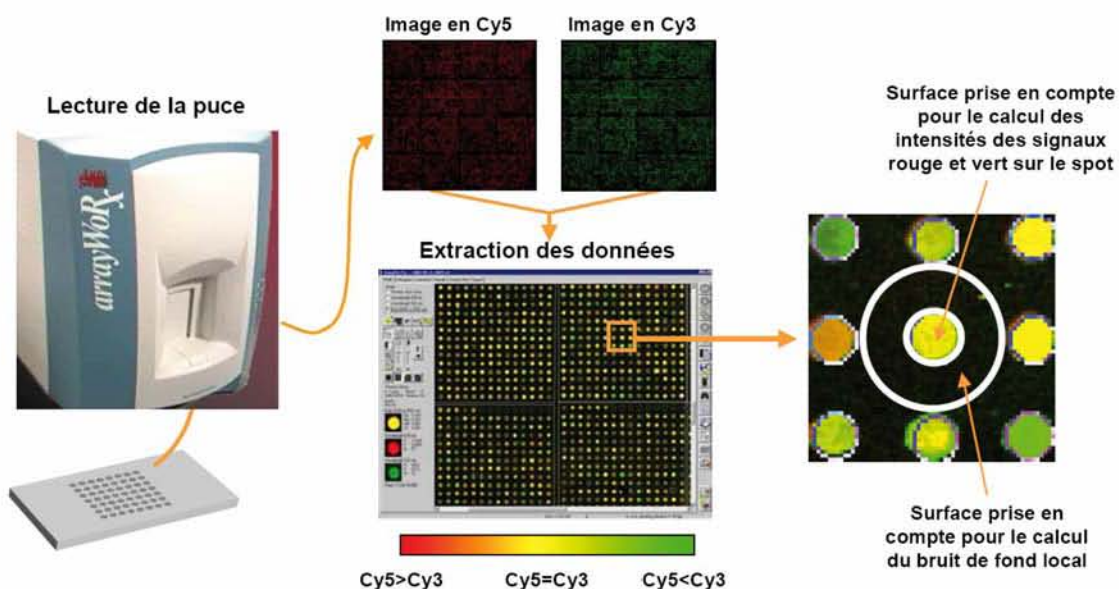 Image en Cy5
Image en Cy3
Lecture de la puce
arrayWoRx
Surface prise en compte
pour le calcul des
intensités des signaux
rouge et vert sur le spot
Extraction des données
Surface prise en
compte pour le calcul
du bruit de fond local
Cy5>Cy3
Cy5=Cy3
Cy5<Cy3